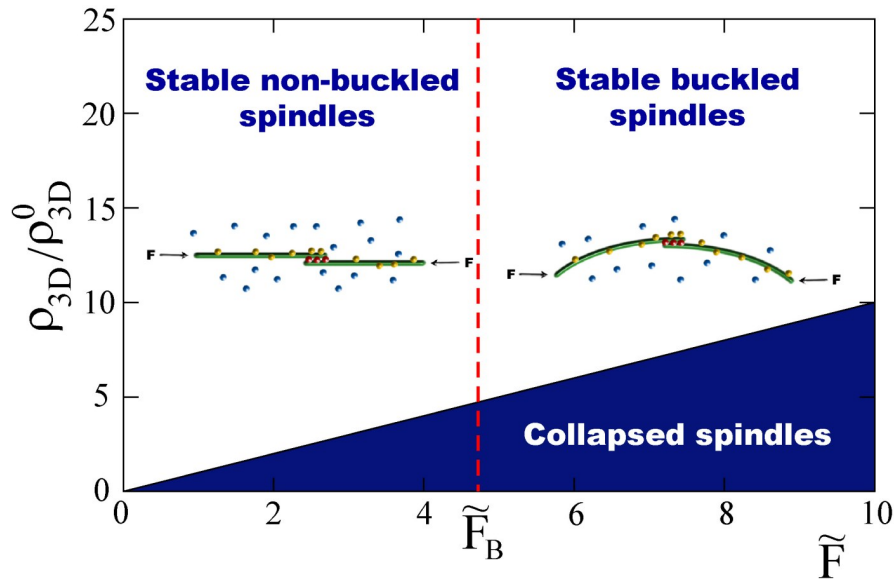 25
20
15
10
5
0
ρ3D/ρ⁰3D
Stable non-buckled
spindles
Stable buckled
spindles
F
F
F
F
Collapsed spindles
0
2
4
F̃B
6
8
10
F̃